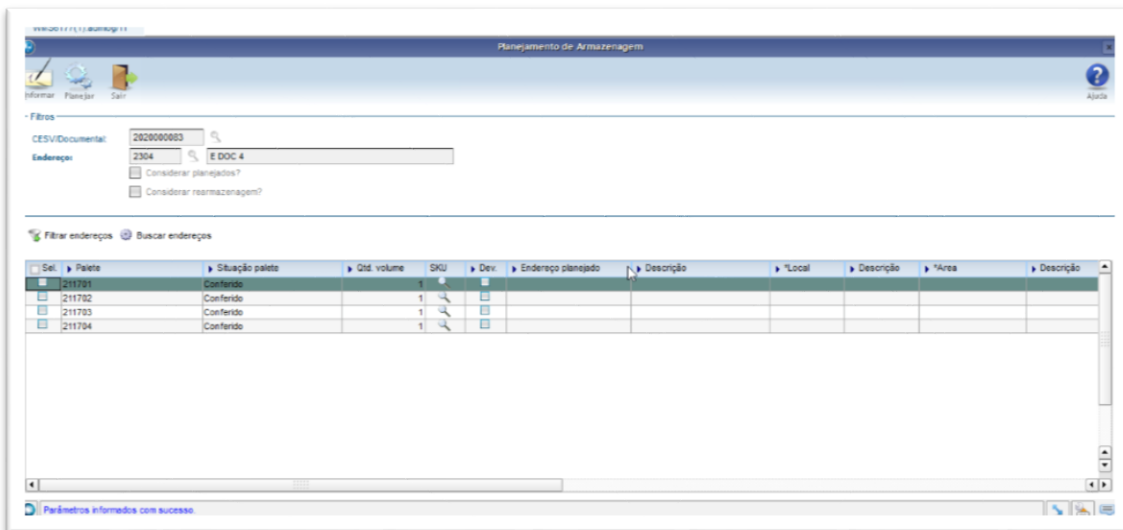 Planejamento de Armazenagem
Informar Planejar Sair Ajuda
Filtros
CESV/Documental: 2020000083
Endereço: 2304 E DOC 4
Considerar planejados?
Considerar rearmazenagem?
Filtrar endereços Buscar endereços
Sel. Palete Situação palete Qtd. volume SKU Dev. Endereço planejado Descrição *Local Descrição *Area Descrição
211701 Conferido 1
211702 Conferido 1
211703 Conferido 1
211704 Conferido 1
Parâmetros informados com sucesso.